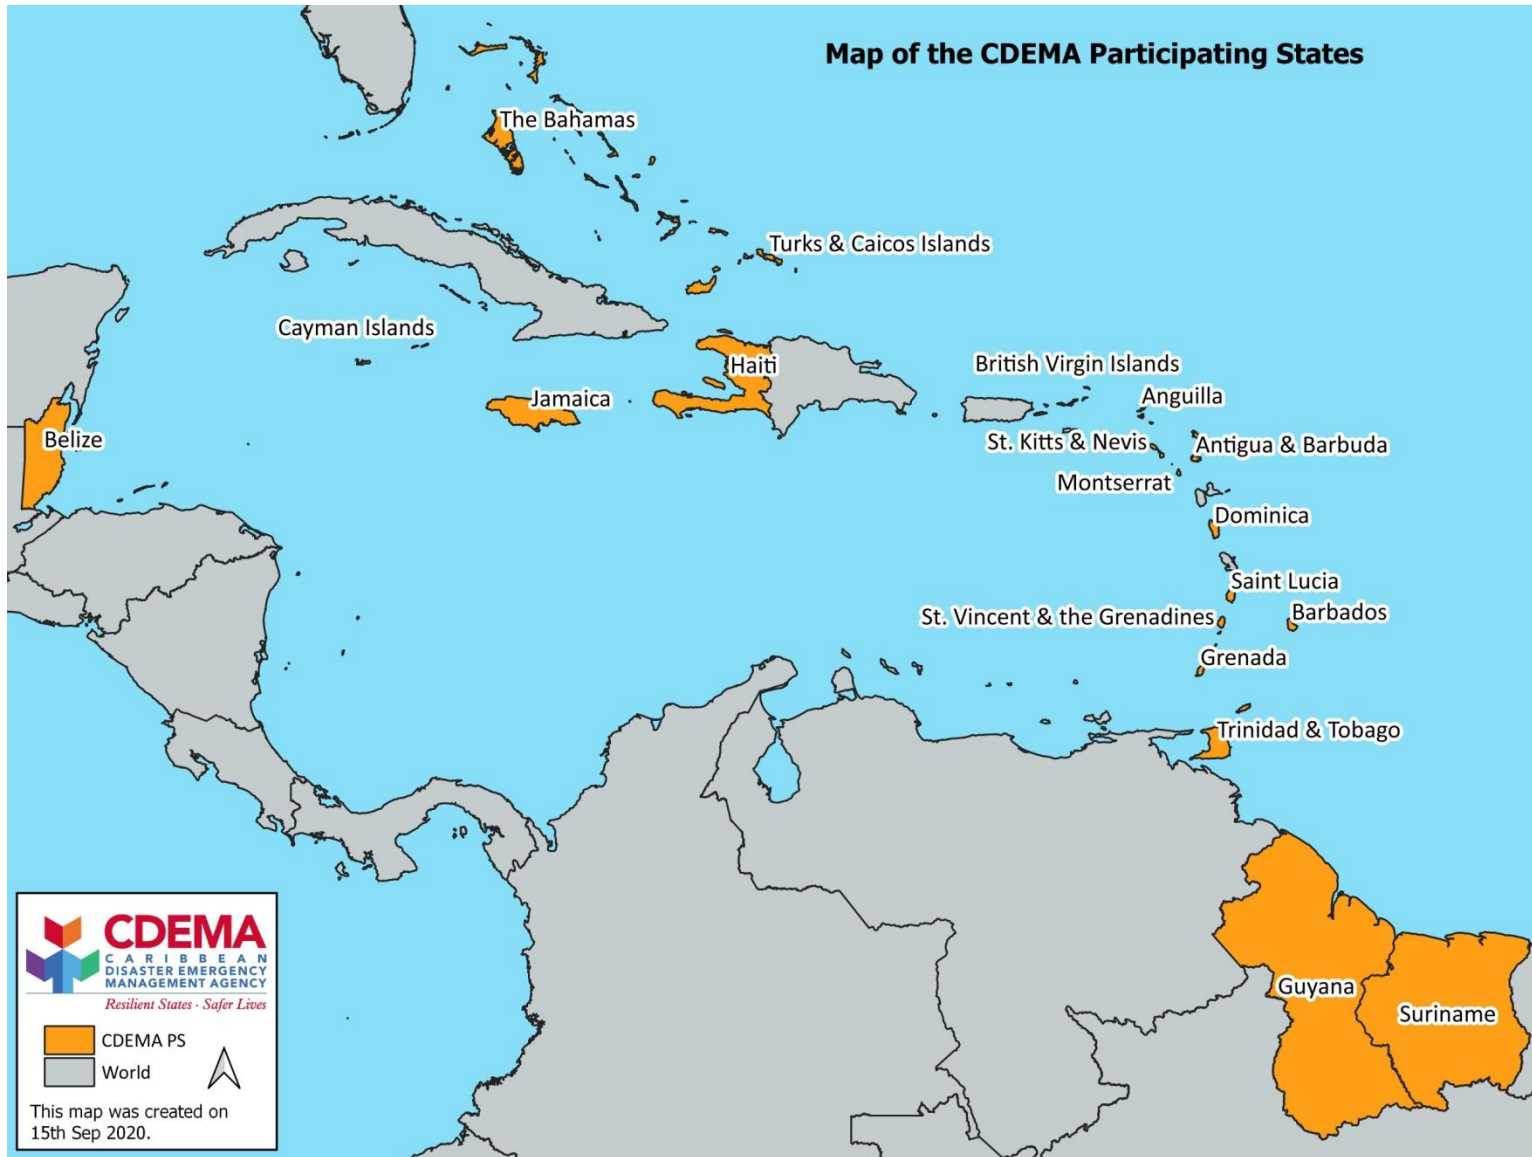 Map of the CDEMA Participating States
The Bahamas
Turks & Caicos Islands
Cayman Islands
Haiti
British Virgin Islands
Jamaica
Anguilla
Belize
St. Kitts & Nevis
Antigua & Barbuda
Montserrat
Dominica
Saint Lucia
St. Vincent & the Grenadines
Barbados
Grenada
Trinidad & Tobago
Guyana
Suriname
CDEMA
CARIBBEAN
DISASTER EMERGENCY
MANAGEMENT AGENCY
Resilient States · Safer Lives
CDEMA PS
World
This map was created on
15th Sep 2020.